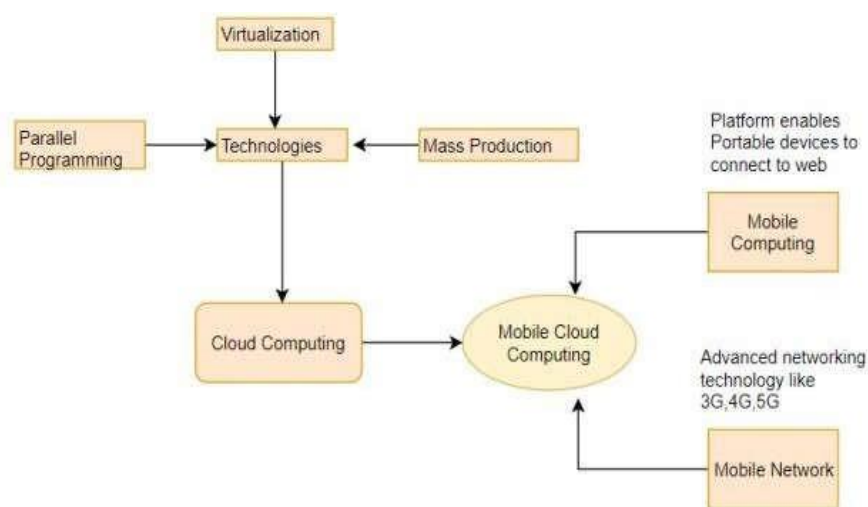 Virtualization
Parallel
Programming
Technologies
Mass Production
Platform enables
Portable devices to
connect to web
Mobile
Computing
Cloud Computing
Mobile Cloud
Computing
Advanced networking
technology like
3G,4G,5G
Mobile Network